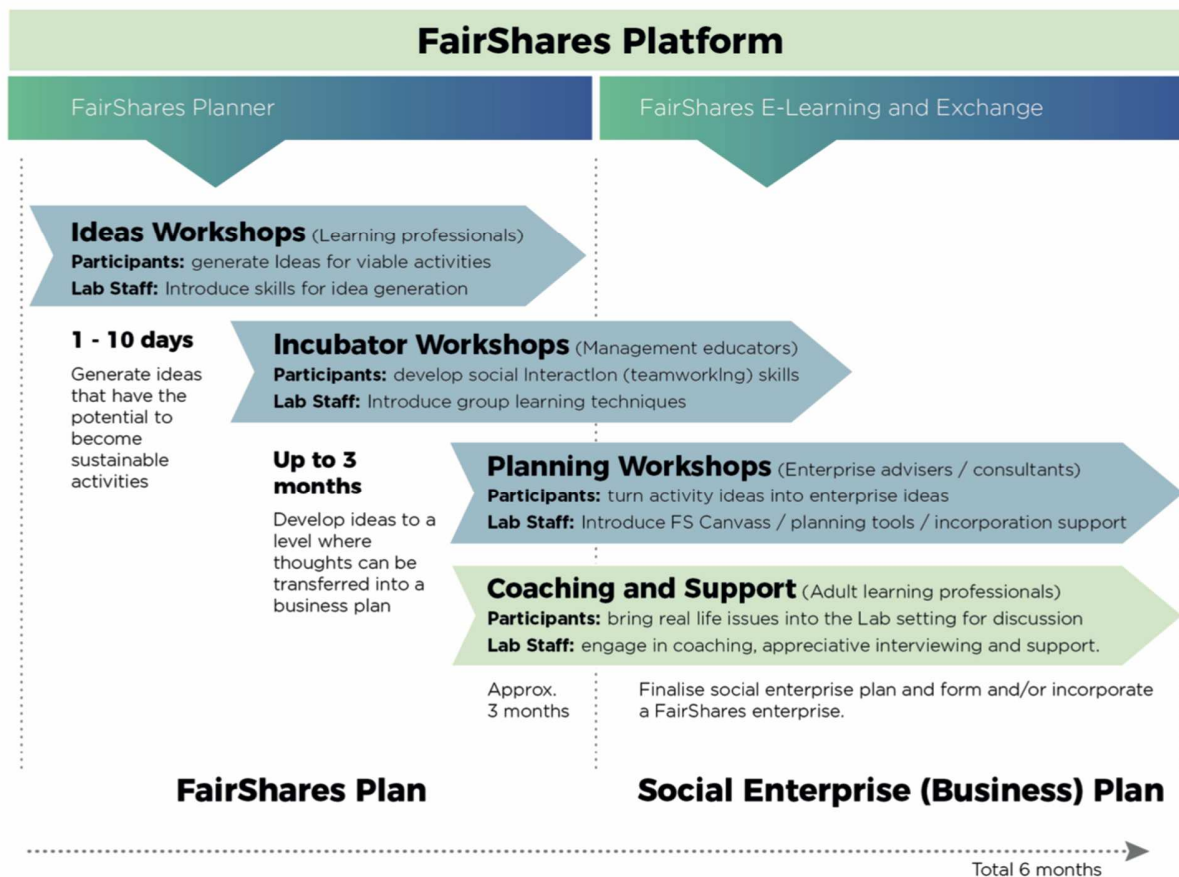 FairShares Platform
FairShares Planner
FairShares E-Learning and Exchange
Ideas Workshops (Learning professionals)
Participants: generate Ideas for viable activities
Lab Staff: Introduce skills for idea generation
1 - 10 days
Generate ideas
that have the
potential to
become
sustainable
activities
Incubator Workshops (Management educators)
Participants: develop social Interaction (teamworking) skills
Lab Staff: Introduce group learning techniques
Up to 3
months
Develop ideas to a
level where
thoughts can be
transferred into a
business plan
Planning Workshops (Enterprise advisers / consultants)
Participants: turn activity ideas into enterprise ideas
Lab Staff: Introduce FS Canvass / planning tools / incorporation support
Coaching and Support (Adult learning professionals)
Participants: bring real life issues into the Lab setting for discussion
Lab Staff: engage in coaching, appreciative interviewing and support.
Approx.
3 months
Finalise social enterprise plan and form and/or incorporate
a FairShares enterprise.
FairShares Plan
Social Enterprise (Business) Plan
Total 6 months